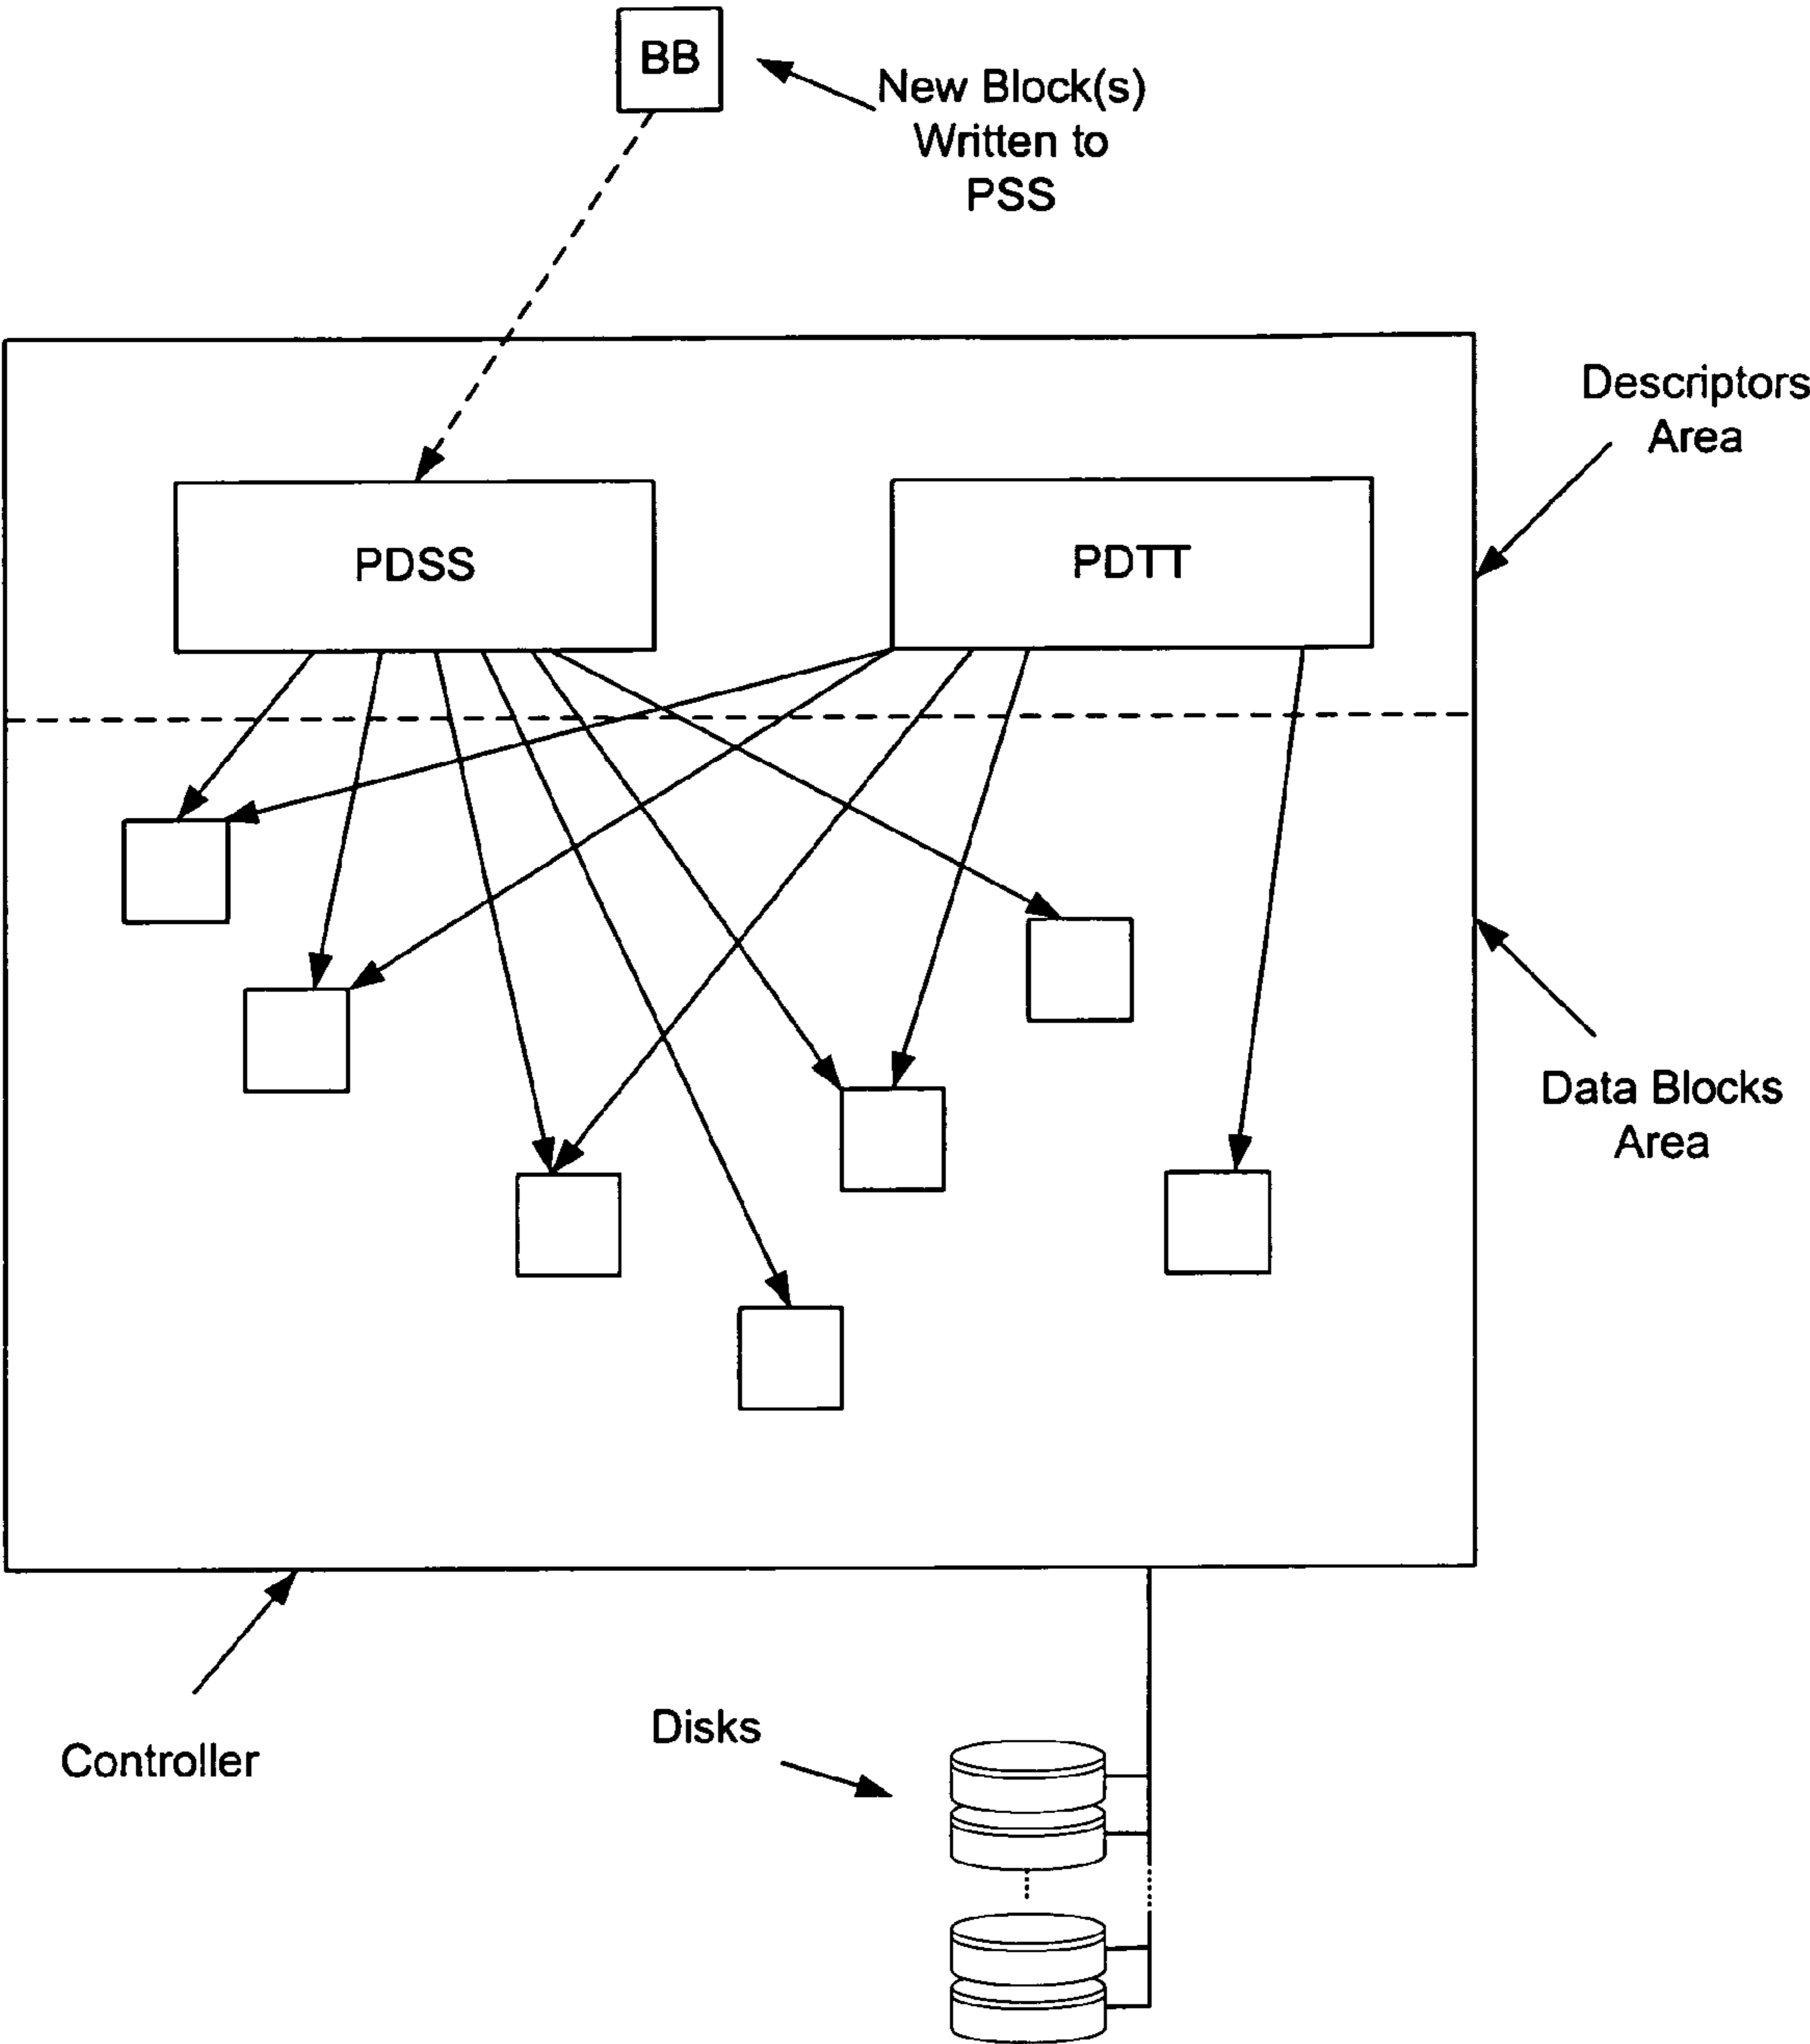 BB
New Block(s)
Written to
PSS
Descriptors
Area
PDSS
PDTT
Data Blocks
Area
Disks
Controller